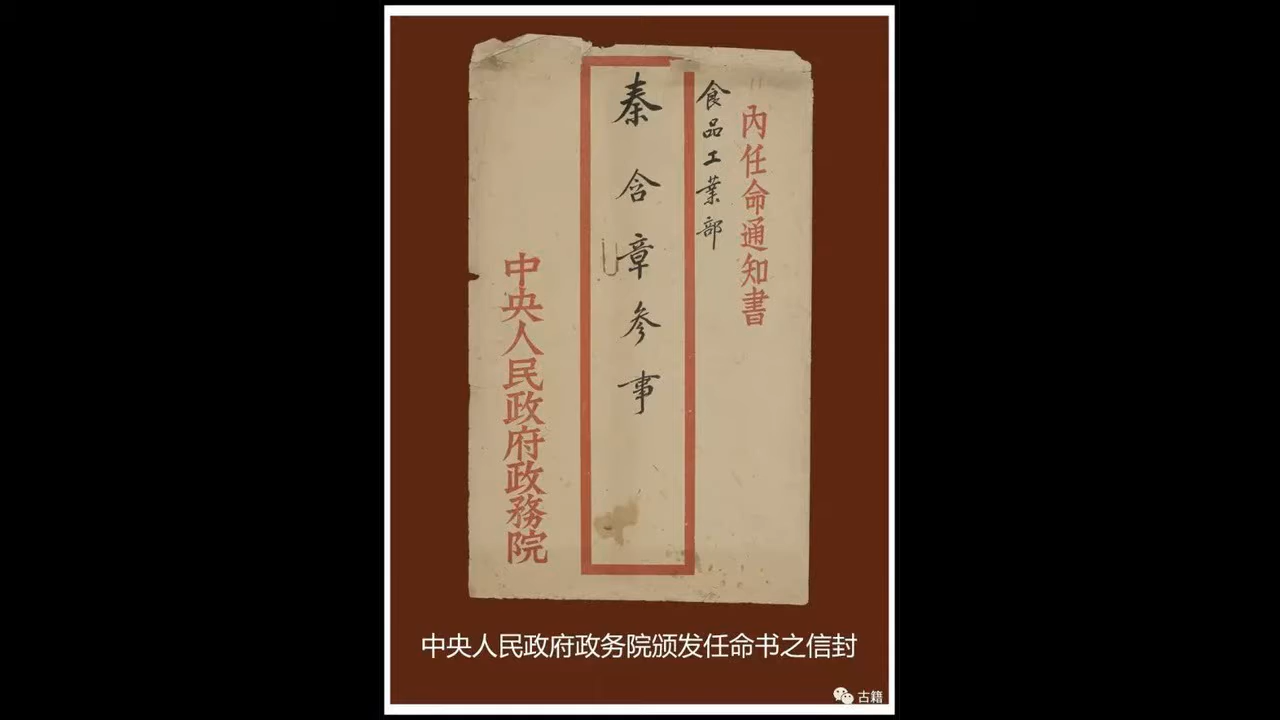 內任命通知書
食品工業部
秦含章參事
中央人民政府政務院
中央人民政府政务院颁发任命书之信封
古籍